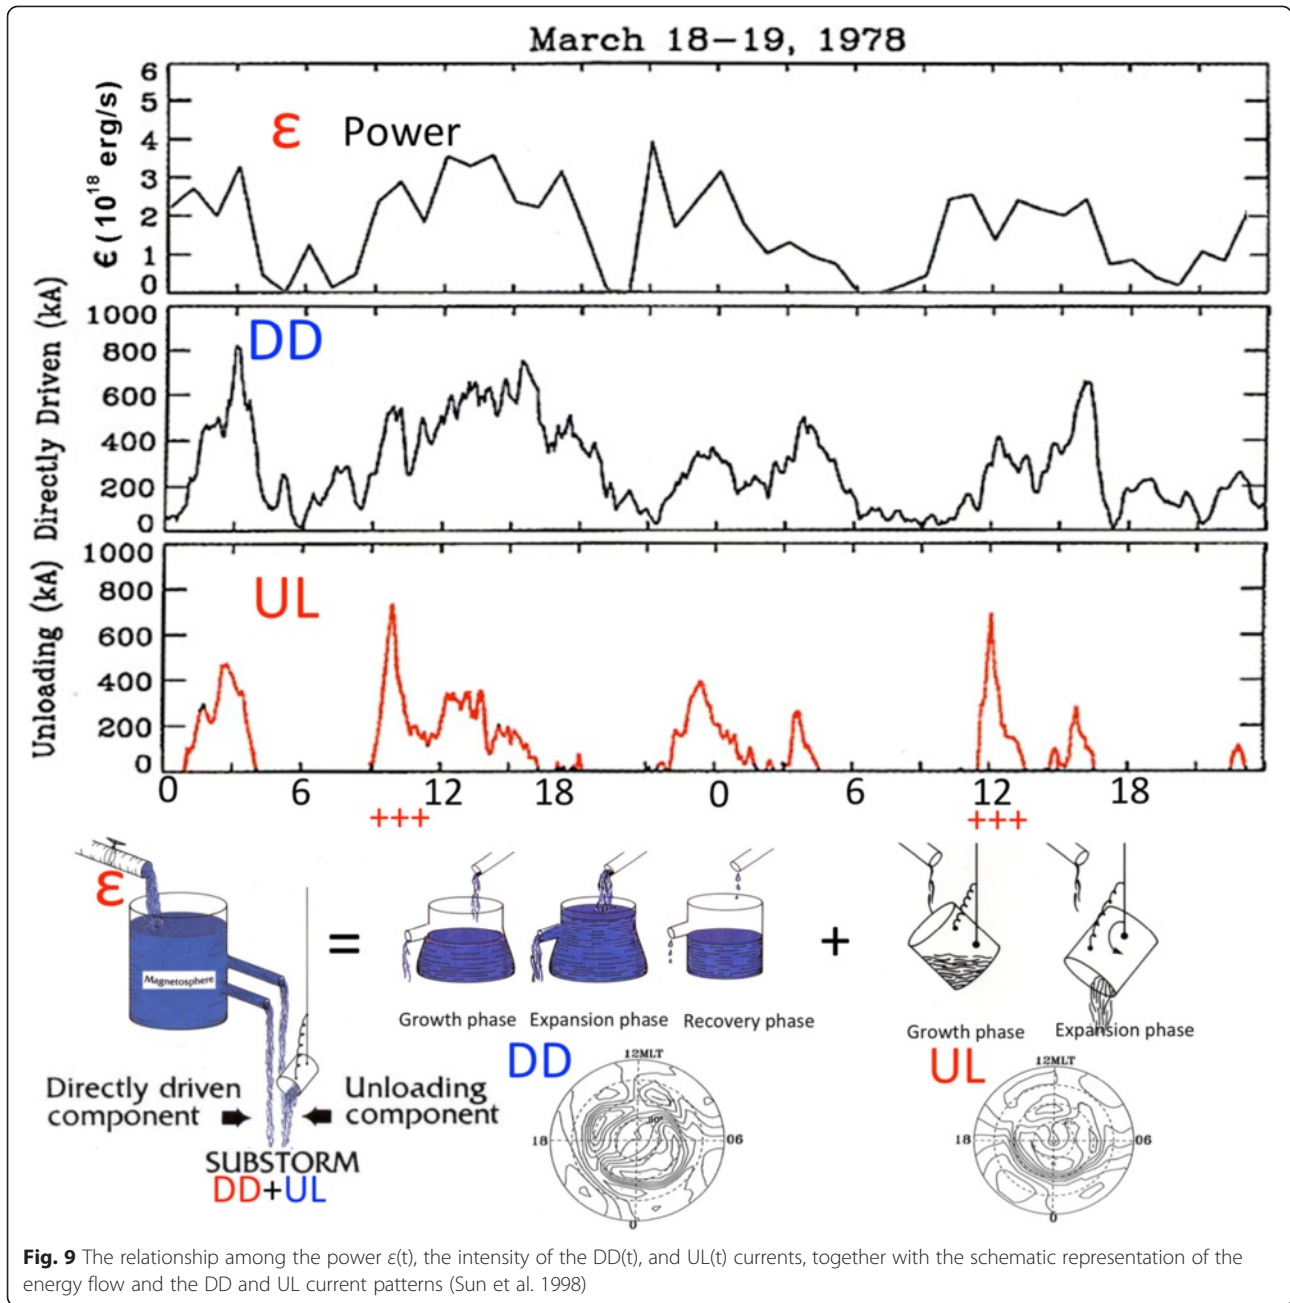 March 18–19, 1978
ϵ (10^18 erg/s)
6
5
4
3
2
1
0
ε Power
Directly Driven (kA)
1000
800
600
400
200
0
DD
Unloading (kA)
1000
800
600
400
200
0
UL
0 6 12 18 0 6 12 18
+++ +++
ε
Magnetosphere
= +
Growth phase Expansion phase Recovery phase
Growth phase Expansion phase
Directly driven component
Unloading component
SUBSTORM
DD+UL
DD
12MLT
80°
18 06
0
UL
12MLT
18 06
0
Fig. 9 The relationship among the power ε(t), the intensity of the DD(t), and UL(t) currents, together with the schematic representation of the
energy flow and the DD and UL current patterns (Sun et al. 1998)